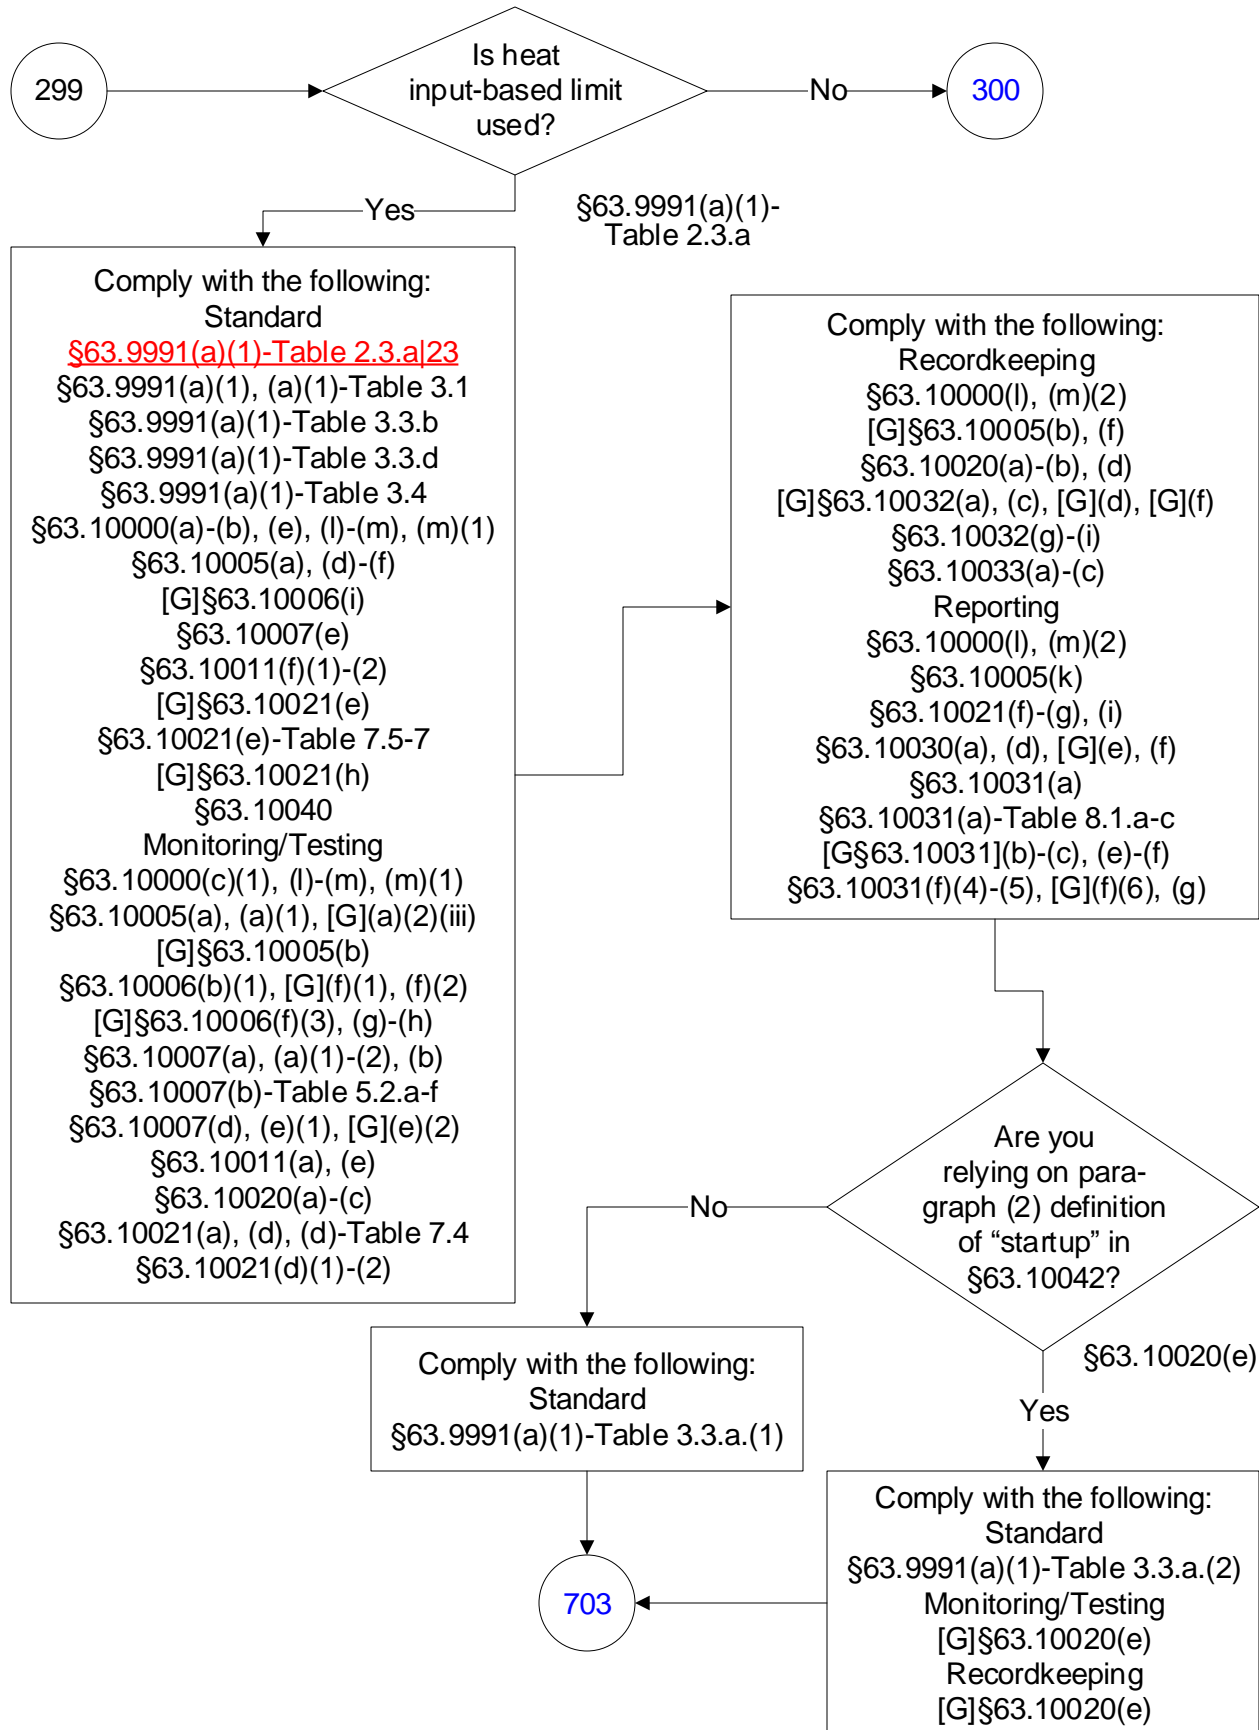 299
Is heat
input-based limit
used?
No
300
Yes
§63.9991(a)(1)-
Table 2.3.a
Comply with the following:
Standard
§63.9991(a)(1)-Table 2.3.a|23
§63.9991(a)(1), (a)(1)-Table 3.1
§63.9991(a)(1)-Table 3.3.b
§63.9991(a)(1)-Table 3.3.d
§63.9991(a)(1)-Table 3.4
§63.10000(a)-(b), (e), (l)-(m), (m)(1)
§63.10005(a), (d)-(f)
[G]§63.10006(i)
§63.10007(e)
§63.10011(f)(1)-(2)
[G]§63.10021(e)
§63.10021(e)-Table 7.5-7
[G]§63.10021(h)
§63.10040
Monitoring/Testing
§63.10000(c)(1), (l)-(m), (m)(1)
§63.10005(a), (a)(1), [G](a)(2)(iii)
[G]§63.10005(b)
§63.10006(b)(1), [G](f)(1), (f)(2)
[G]§63.10006(f)(3), (g)-(h)
§63.10007(a), (a)(1)-(2), (b)
§63.10007(b)-Table 5.2.a-f
§63.10007(d), (e)(1), [G](e)(2)
§63.10011(a), (e)
§63.10020(a)-(c)
§63.10021(a), (d), (d)-Table 7.4
§63.10021(d)(1)-(2)
Comply with the following:
Recordkeeping
§63.10000(l), (m)(2)
[G]§63.10005(b), (f)
§63.10020(a)-(b), (d)
[G]§63.10032(a), (c), [G](d), [G](f)
§63.10032(g)-(i)
§63.10033(a)-(c)
Reporting
§63.10000(l), (m)(2)
§63.10005(k)
§63.10021(f)-(g), (i)
§63.10030(a), (d), [G](e), (f)
§63.10031(a)
§63.10031(a)-Table 8.1.a-c
[G§63.10031](b)-(c), (e)-(f)
§63.10031(f)(4)-(5), [G](f)(6), (g)
Are you
relying on para-
graph (2) definition
of “startup” in
§63.10042?
No
§63.10020(e)
Yes
Comply with the following:
Standard
§63.9991(a)(1)-Table 3.3.a.(1)
Comply with the following:
Standard
§63.9991(a)(1)-Table 3.3.a.(2)
Monitoring/Testing
[G]§63.10020(e)
Recordkeeping
[G]§63.10020(e)
703